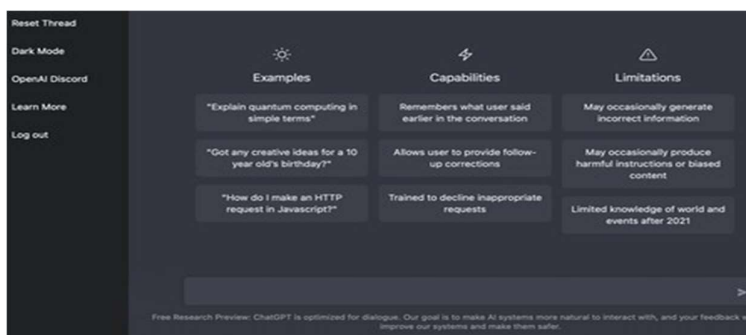 Reset Thread
Dark Mode
OpenAI Discord
Learn More
Log out
Examples
"Explain quantum computing in
simple terms"
"Got any creative ideas for a 10
year old's birthday?"
"How do I make an HTTP
request in Javascript?"
Capabilities
Remembers what user said
earlier in the conversation
Allows user to provide follow-
up corrections
Trained to decline inappropriate
requests
Limitations
May occasionally generate
incorrect information
May occasionally produce
harmful instructions or biased
content
Limited knowledge of world and
events after 2021
Free Research Preview: ChatGPT is optimized for dialogue. Our goal is to make AI systems more natural to interact with, and your feedback
improve our systems and make them safer.